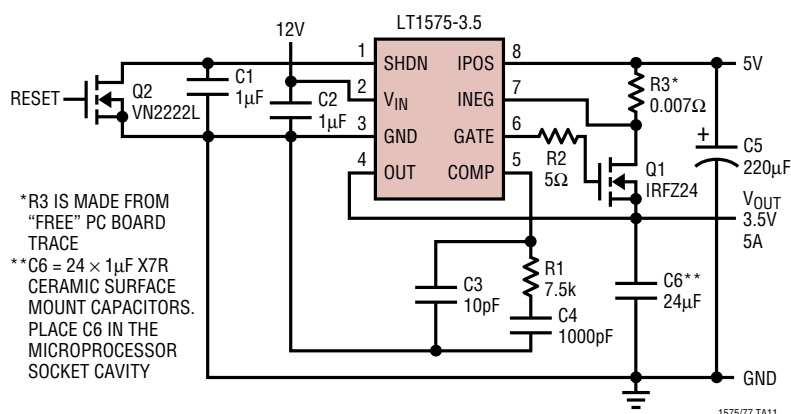 LT1575-3.5
12V
1
SHDN
IPOS
8
5V
C1
1µF
R3*
0.007Ω
RESET
Q2
VN2222L
2
VIN
INEG
7
C2
1µF
3
GND
GATE
6
R2
5Ω
+
C5
220µF
4
OUT
COMP
5
Q1
IRFZ24
VOUT
3.5V
5A
*R3 IS MADE FROM
“FREE” PC BOARD
TRACE
**C6 = 24 × 1µF X7R
CERAMIC SURFACE
MOUNT CAPACITORS.
PLACE C6 IN THE
MICROPROCESSOR
SOCKET CAVITY
C3
10pF
R1
7.5k
C4
1000pF
C6**
24µF
GND
1575/77 TA11